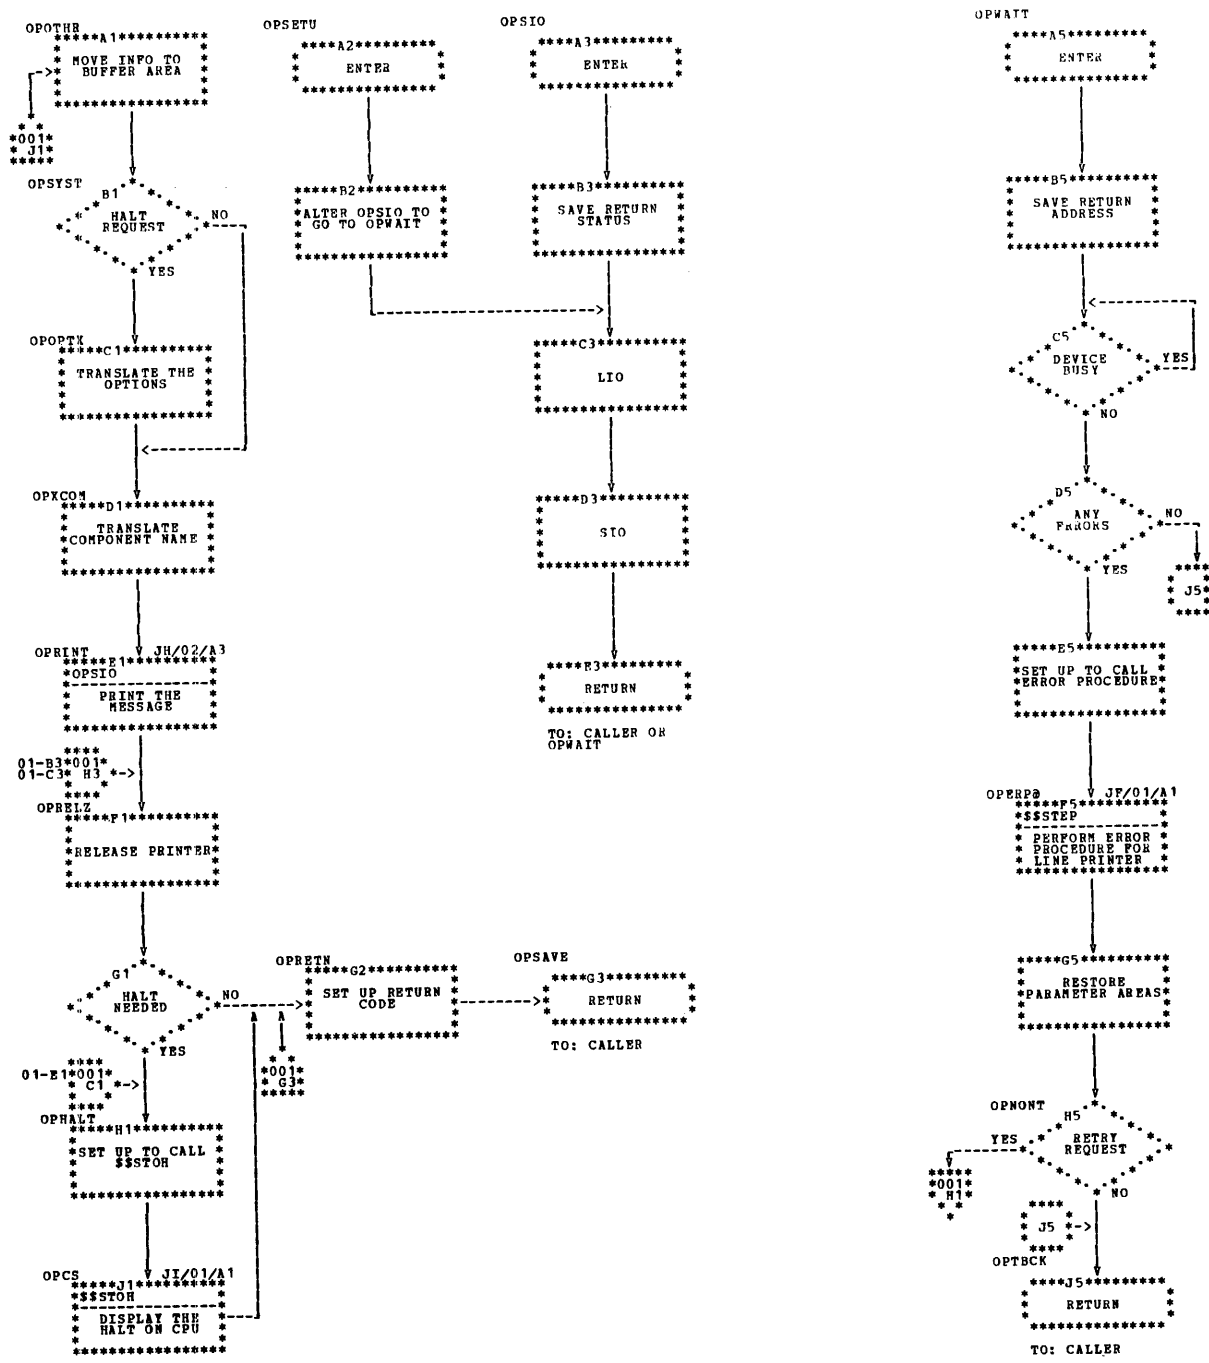 OPOTHR
A1
MOVE INFO TO
BUFFER AREA
001
J1
OPSYST
B1
HALT
REQUEST
NO
YES
OPOPTX
C1
TRANSLATE THE
OPTIONS
OPXCOM
D1
TRANSLATE
COMPONENT NAME
OPRINT
JH/02/A3
E1
OPSIO
PRINT THE
MESSAGE
01-B3*001
01-C3* H3
OPRELZ
F1
RELEASE PRINTER
G1
HALT
NEEDED
NO
YES
01-E1*001
C1
OPHALT
H1
SET UP TO CALL
$$STOH
OPCS
JI/01/A1
J1
$$STOH
DISPLAY THE
HALT ON CPU
OPSETU
A2
ENTER
B2
ALTER OPSIO TO
GO TO OPWAIT
OPRETN
G2
SET UP RETURN
CODE
001
G3
OPSIO
A3
ENTER
B3
SAVE RETURN
STATUS
C3
LIO
D3
SIO
E3
RETURN
TO: CALLER OR
OPWAIT
OPSAVE
G3
RETURN
TO: CALLER
OPWAIT
A5
ENTER
B5
SAVE RETURN
ADDRESS
C5
DEVICE
BUSY
YES
NO
D5
ANY
ERRORS
NO
YES
J5
E5
SET UP TO CALL
ERROR PROCEDURE
OPERP@
JF/01/A1
F5
$$STEP
PERFORM ERROR
PROCEDURE FOR
LINE PRINTER
G5
RESTORE
PARAMETER AREAS
OPNONT
H5
RETRY
REQUEST
YES
NO
001
H1
J5
OPTBCK
J5
RETURN
TO: CALLER